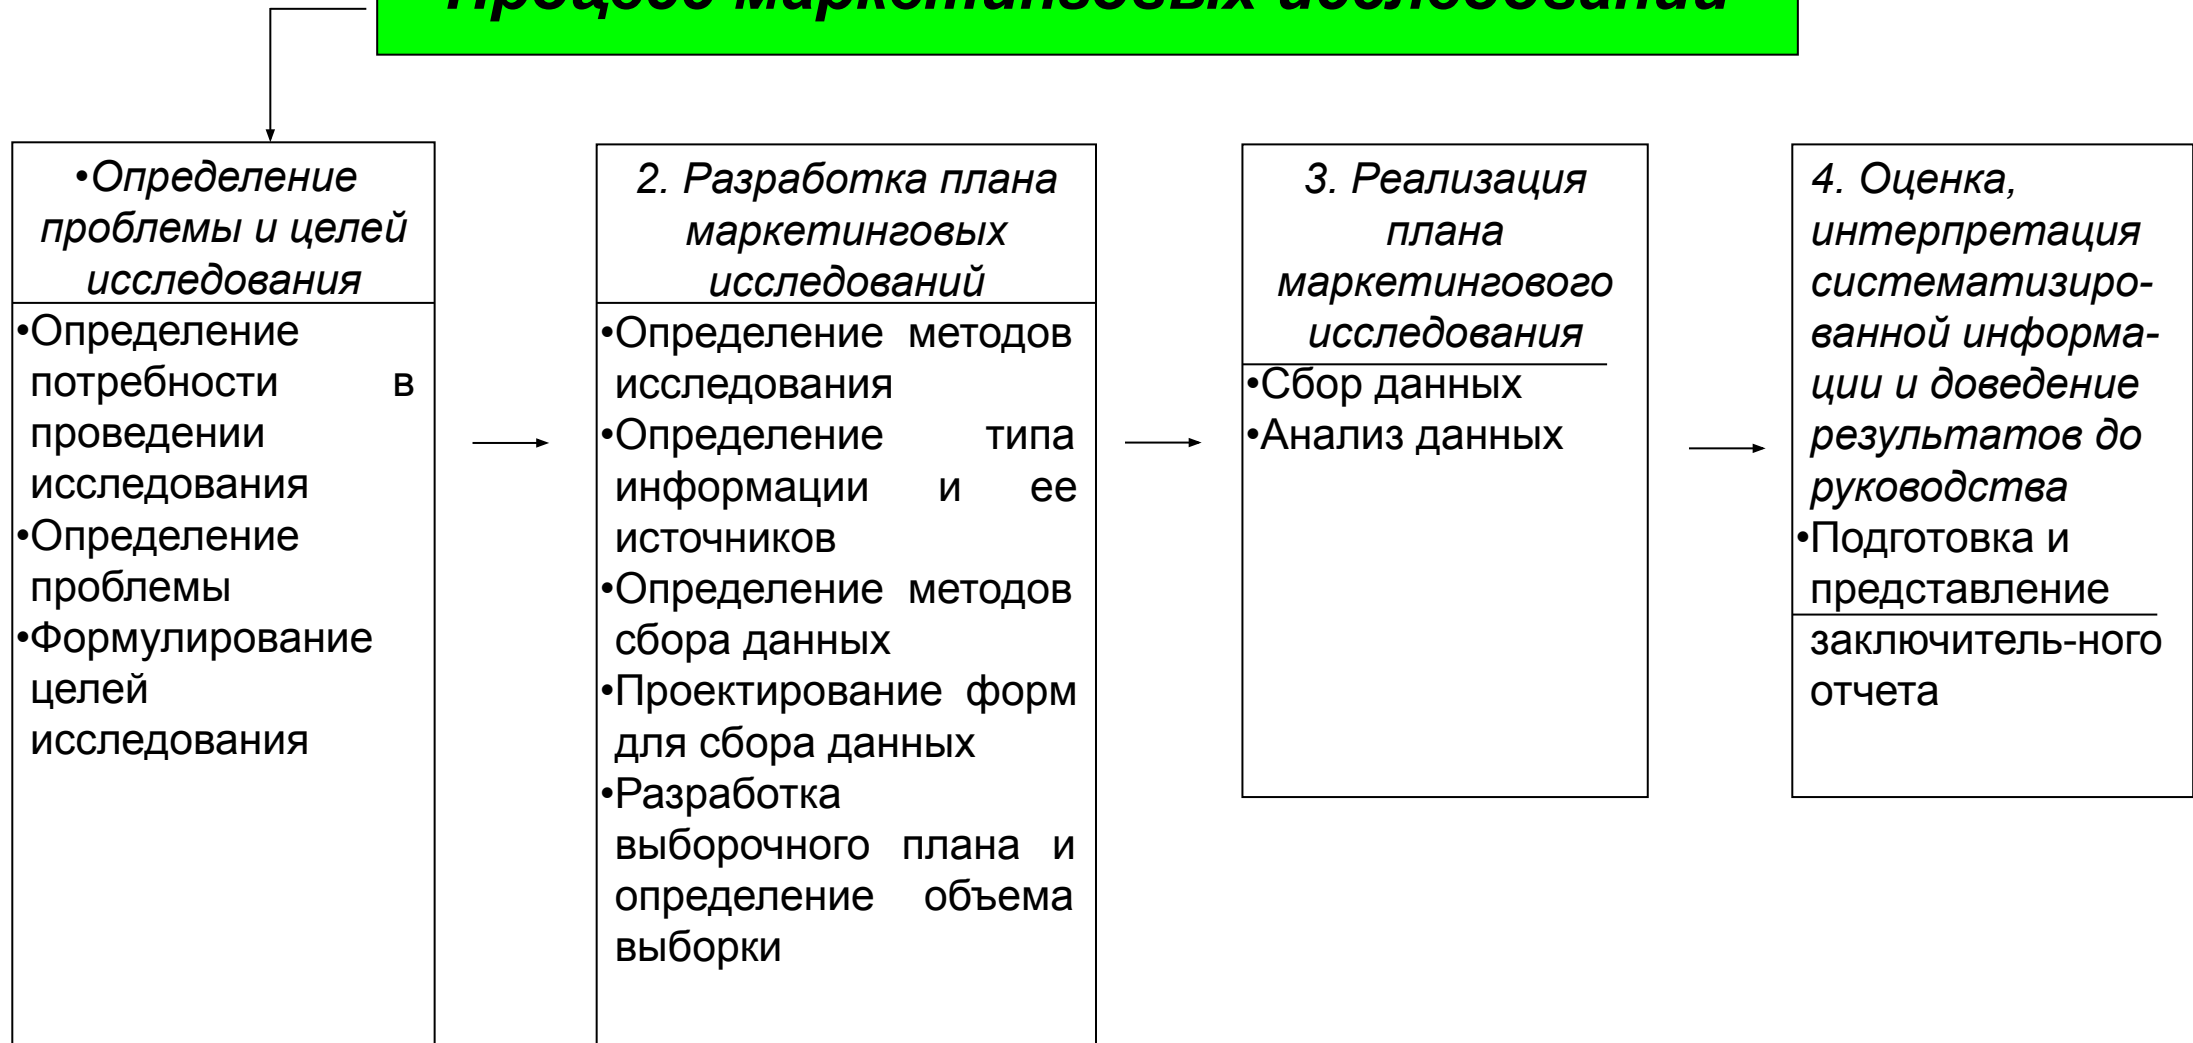 Процесс маркетинговых исследований
•Определение
проблемы и целей
исследования
•Определение
потребности в
проведении
исследования
•Определение
проблемы
•Формулирование
целей
исследования
2. Разработка плана
маркетинговых
исследований
•Определение методов
исследования
•Определение типа
информации и ее
источников
•Определение методов
сбора данных
•Проектирование форм
для сбора данных
•Разработка
выборочного плана и
определение объема
выборки
3. Реализация
плана
маркетингового
исследования
•Сбор данных
•Анализ данных
4. Оценка,
интерпретация
систематизиро-
ванной информа-
ции и доведение
результатов до
руководства
•Подготовка и
представление
заключитель-ного
отчета